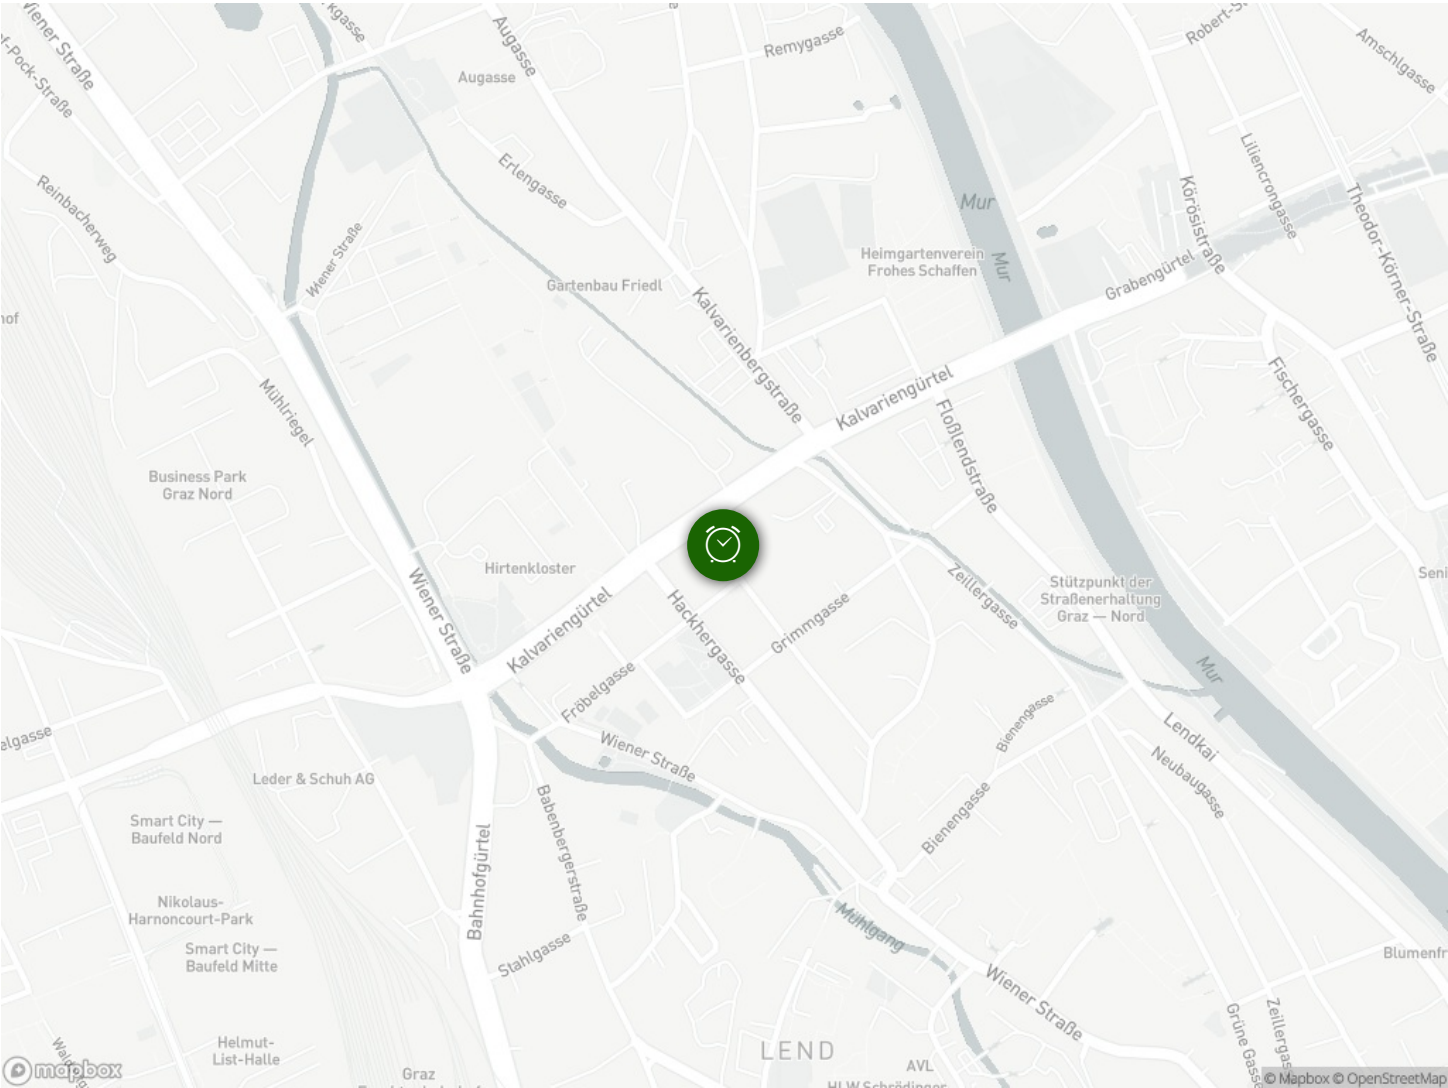 Wiener Straße
Augasse
Remygasse
Amschlgasse
Augasse
Liliencrongasse
Erlengasse
Reinbacherweg
Körösistraße
Theodor-Körner-Straße
Mur
Wiener Straße
Heimgartenverein
Frohes Schaffen
Mur
Grabengürtel
Gartenbau Friedl
Kalvarienbergstraße
Kalvariengürtel
Fischergasse
Mühlriegel
Floßlendstraße
Business Park
Graz Nord
Hirtenkloster
Wiener Straße
Kalvariengürtel
Hackhergasse
Grimmgasse
Zeillergasse
Stützpunkt der
Straßenerhaltung
Graz — Nord
Mur
Fröbelgasse
Wiener Straße
Bienengasse
Lendkai
Neubaugasse
Leder & Schuh AG
Smart City —
Baufeld Nord
Babenbergerstraße
Bienengasse
Bahnhofgürtel
Nikolaus-
Harnoncourt-Park
Smart City —
Baufeld Mitte
Stahlgasse
Mühlgang
Wiener Straße
Helmut-
List-Halle
Graz
LEND
AVL
HLW Schrödinger
mapbox
© Mapbox © OpenStreetMap